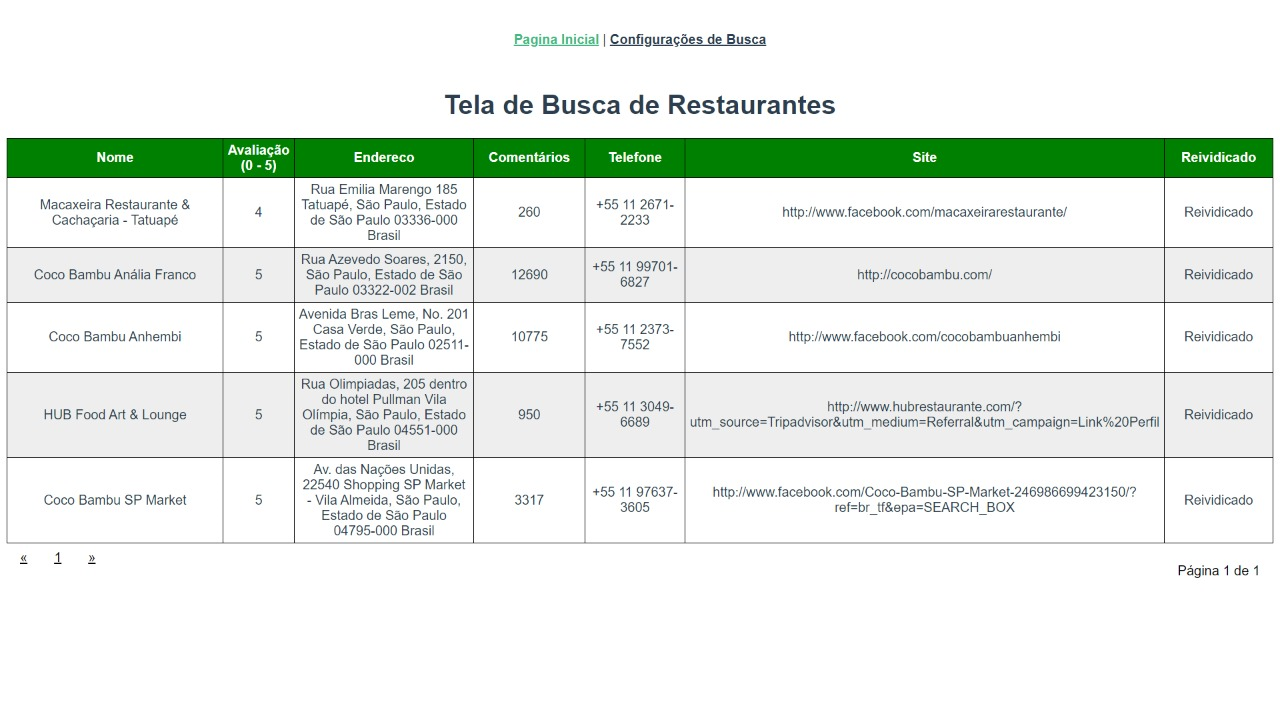 Pagina Inicial | Configurações de Busca
Tela de Busca de Restaurantes
Nome
Avaliação
(0 - 5)
Endereco
Comentários
Telefone
Site
Reividicado
Macaxeira Restaurante &
Cachaçaria - Tatuapé
4
Rua Emilia Marengo 185
Tatuapé, São Paulo, Estado
de São Paulo 03336-000
Brasil
260
+55 11 2671-
2233
http://www.facebook.com/macaxeirarestaurante/
Reividicado
Coco Bambu Anália Franco
5
Rua Azevedo Soares, 2150,
São Paulo, Estado de São
Paulo 03322-002 Brasil
12690
+55 11 99701-
6827
http://cocobambu.com/
Reividicado
Coco Bambu Anhembi
5
Avenida Bras Leme, No. 201
Casa Verde, São Paulo,
Estado de São Paulo 02511-
000 Brasil
10775
+55 11 2373-
7552
http://www.facebook.com/cocobambuanhembi
Reividicado
HUB Food Art & Lounge
5
Rua Olimpiadas, 205 dentro
do hotel Pullman Vila
Olímpia, São Paulo, Estado
de São Paulo 04551-000
Brasil
950
+55 11 3049-
6689
http://www.hubrestaurante.com/?
utm_source=Tripadvisor&utm_medium=Referral&utm_campaign=Link%20Perfil
Reividicado
Coco Bambu SP Market
5
Av. das Nações Unidas,
22540 Shopping SP Market
- Vila Almeida, São Paulo,
Estado de São Paulo
04795-000 Brasil
3317
+55 11 97637-
3605
http://www.facebook.com/Coco-Bambu-SP-Market-246986699423150/?
ref=br_tf&epa=SEARCH_BOX
Reividicado
« 1 »
Página 1 de 1